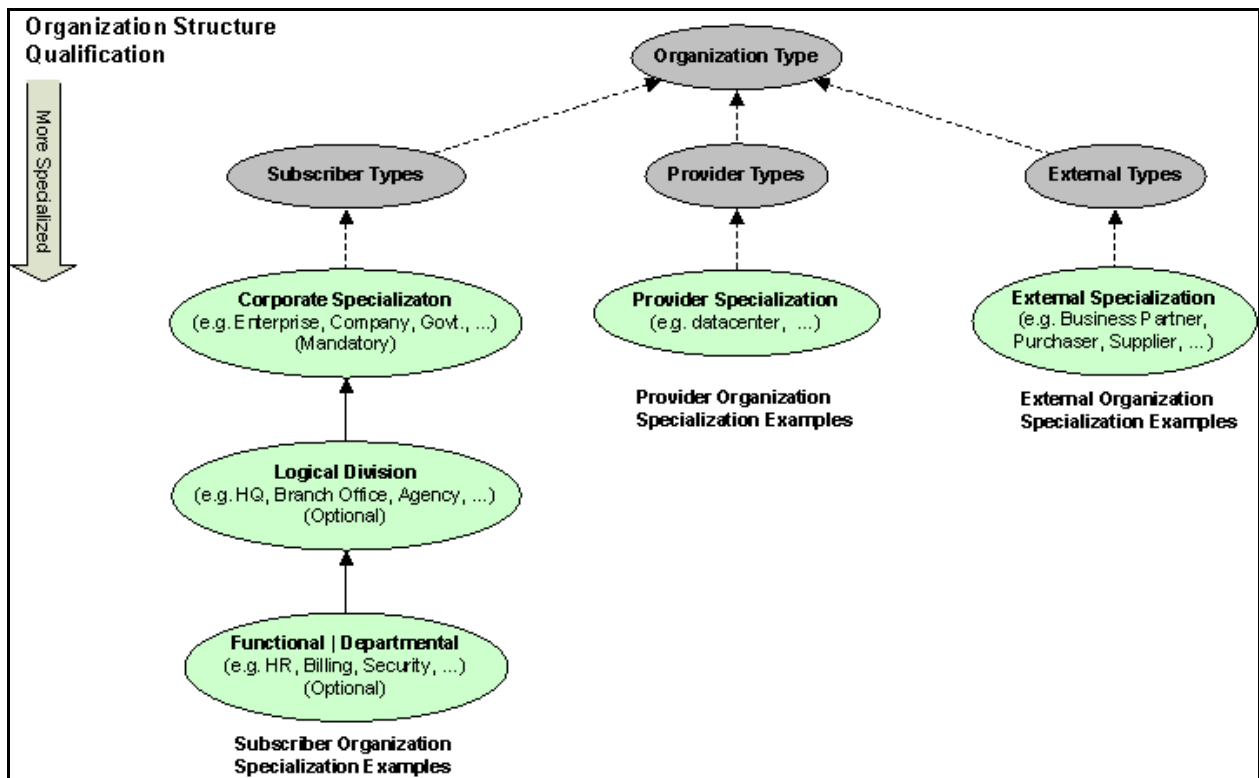 Organization Structure
Qualification
More Specialized
Organization Type
Subscriber Types
Provider Types
External Types
Corporate Specializaton
(e.g. Enterprise, Company, Govt., ...)
(Mandatory)
Provider Specialization
(e.g. datacenter, ...)
External Specialization
(e.g. Business Partner,
Purchaser, Supplier, ...)
Provider Organization
Specialization Examples
External Organization
Specialization Examples
Logical Division
(e.g. HQ, Branch Office, Agency, ...)
(Optional)
Functional | Departmental
(e.g. HR, Billing, Security, ...)
(Optional)
Subscriber Organization
Specialization Examples